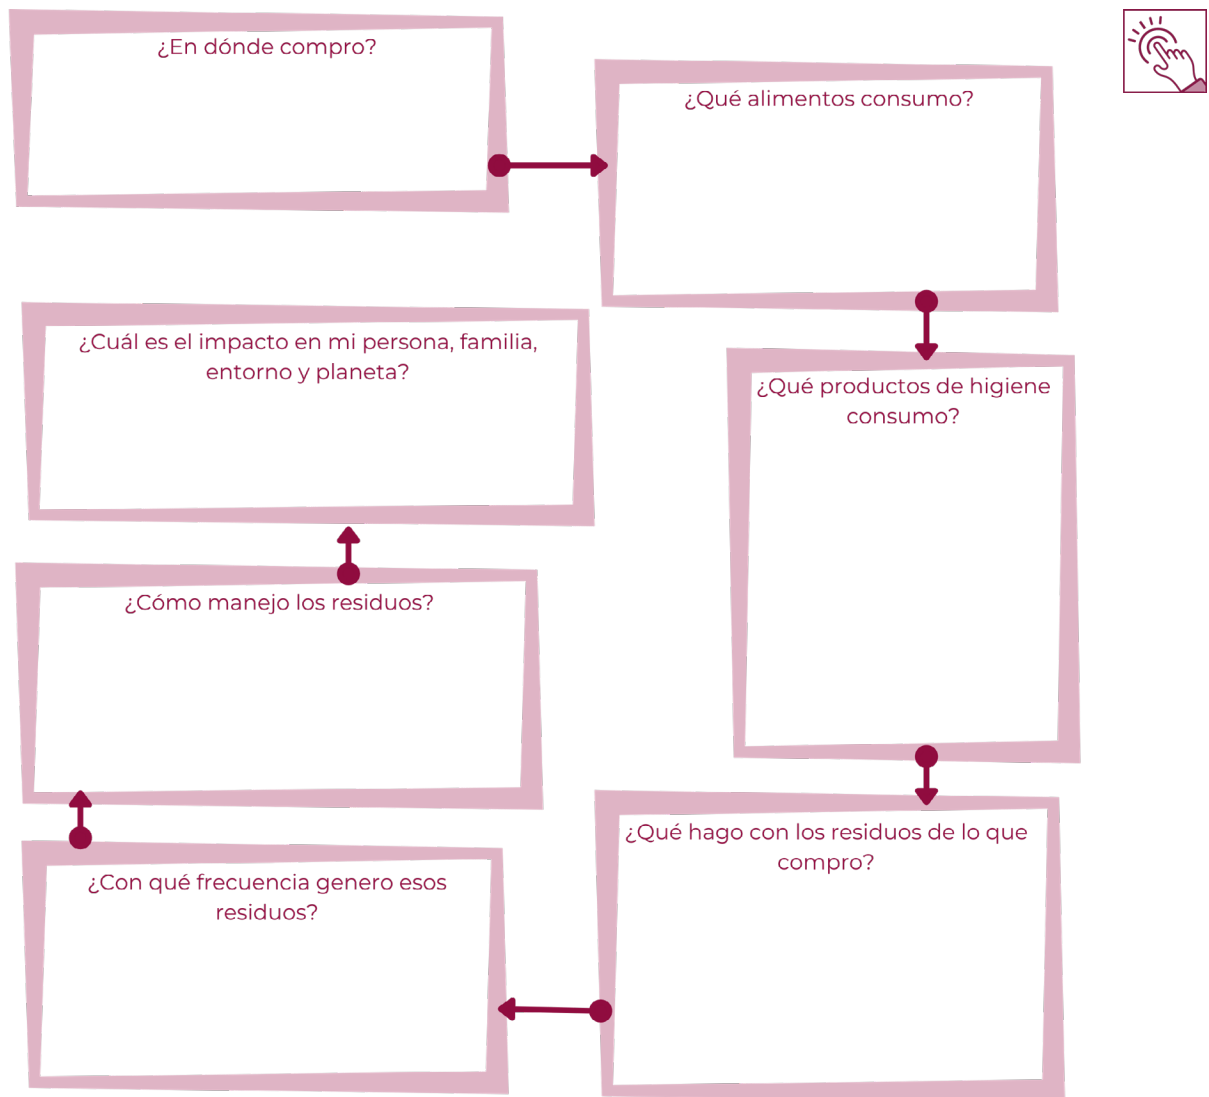 ¿En dónde compro?
¿Qué alimentos consumo?
¿Qué productos de higiene
consumo?
¿Qué hago con los residuos de lo que
compro?
¿Con qué frecuencia genero esos
residuos?
¿Cómo manejo los residuos?
¿Cuál es el impacto en mi persona, familia,
entorno y planeta?